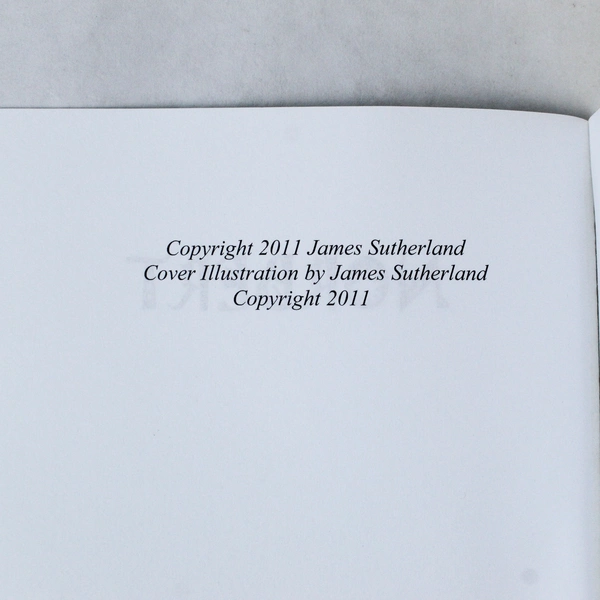 Copyright 2011 James Sutherland
Cover Illustration by James Sutherland
Copyright 2011